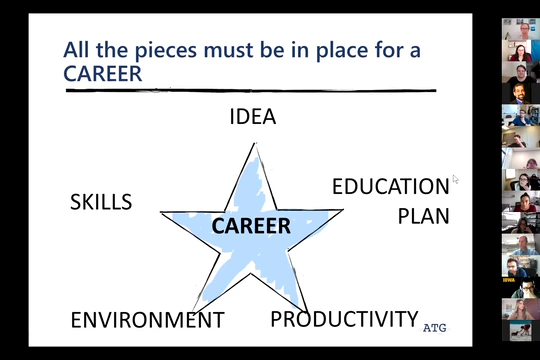 All the pieces must be in place for a
CAREER
IDEA
EDUCATION
PLAN
SKILLS
CAREER
ENVIRONMENT
PRODUCTIVITY
ATG